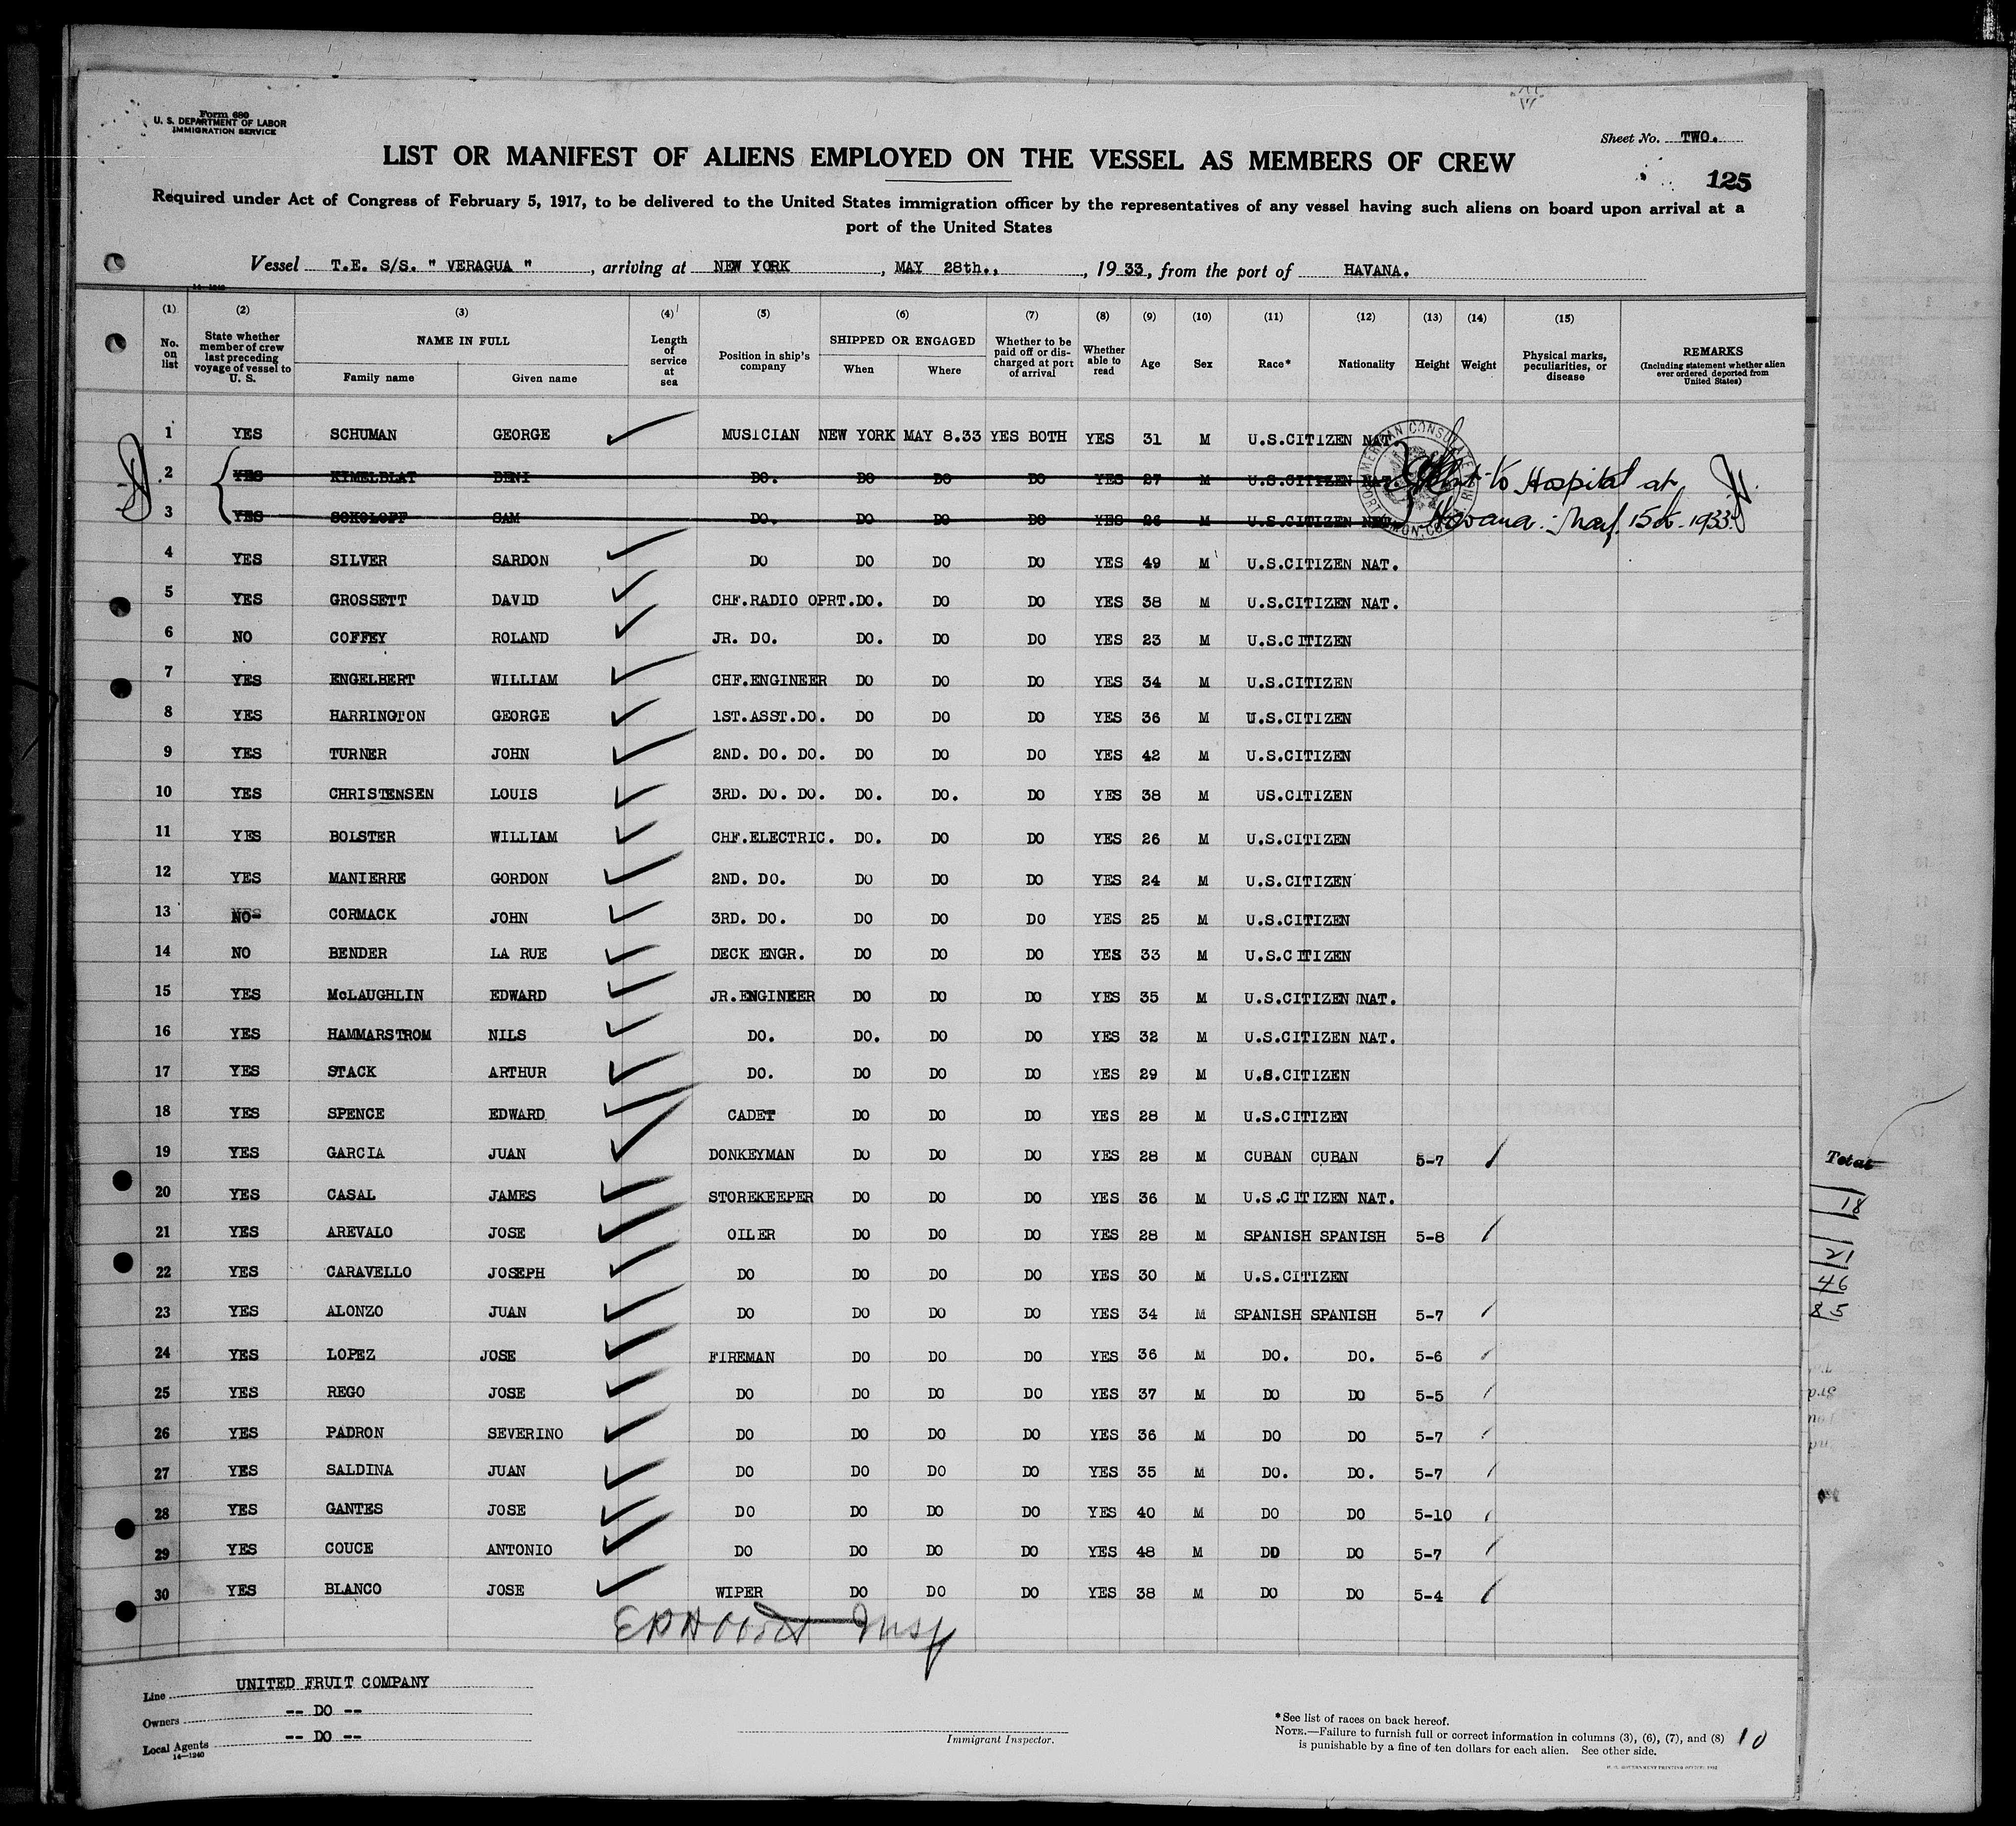 Form 680
U. S. DEPARTMENT OF LABOR
IMMIGRATION SERVICE
Sheet No. TWO.
LIST OR MANIFEST OF ALIENS EMPLOYED ON THE VESSEL AS MEMBERS OF CREW
125
Required under Act of Congress of February 5, 1917, to be delivered to the United States immigration officer by the representatives of any vessel having such aliens on board upon arrival at a
port of the United States
Vessel T.E. S/S. " VERAGUA " , arriving at NEW YORK , MAY 28th., , 19 33, from the port of HAVANA.
14-1240
(1) (2) (3) (4) (5) (6) (7) (8) (9) (10) (11) (12) (13) (14) (15)
No. on list State whether member of crew last preceding voyage of vessel to U. S. NAME IN FULL Family name Given name Length of service at sea Position in ship's company SHIPPED OR ENGAGED When Where Whether to be paid off or discharged at port of arrival Whether able to read Age Sex Race* Nationality Height Weight Physical marks, peculiarities, or disease REMARKS (Including statement whether alien ever ordered deported from United States)
1 YES SCHUMAN GEORGE MUSICIAN NEW YORK MAY 8.33 YES BOTH YES 31 M U.S.CITIZEN NAT.
2 YES KYMELBLAT BENI DO. DO DO DO YES 27 M U.S.CITIZEN NAT. to Hospital at
3 YES SOKOLOFF SAM DO. DO DO DO YES 26 M U.S.CITIZEN NAT. Havana. May 15th-1933.
4 YES SILVER SARDON DO DO DO DO YES 49 M U.S.CITIZEN NAT.
5 YES GROSSETT DAVID CHF.RADIO OPRT.DO. DO DO YES 38 M U.S.CITIZEN NAT.
6 NO COFFEY ROLAND JR. DO. DO. DO DO YES 23 M U.S.CITIZEN
7 YES ENGELBERT WILLIAM CHF.ENGINEER DO DO DO YES 34 M U.S.CITIZEN
8 YES HARRINGTON GEORGE 1ST.ASST.DO. DO DO DO YES 36 M U.S.CITIZEN
9 YES TURNER JOHN 2ND. DO. DO. DO DO DO YES 42 M U.S.CITIZEN
10 YES CHRISTENSEN LOUIS 3RD. DO. DO. DO. DO. DO YES 38 M US.CITIZEN
11 YES BOLSTER WILLIAM CHF.ELECTRIC. DO. DO DO YES 26 M U.S.CITIZEN
12 YES MANIERRE GORDON 2ND. DO. DO DO DO YES 24 M U.S.CITIZEN
13 NO- CORMACK JOHN 3RD. DO. DO DO DO YES 25 M U.S.CITIZEN
14 NO BENDER LA RUE DECK ENGR. DO DO DO YES 33 M U.S.CITIZEN
15 YES McLAUGHLIN EDWARD JR.ENGINEER DO DO DO YES 35 M U.S.CITIZEN NAT.
16 YES HAMMARSTROM NILS DO. DO. DO DO YES 32 M U.S.CITIZEN NAT.
17 YES STACK ARTHUR DO. DO DO DO YES 29 M U.S.CITIZEN
18 YES SPENCE EDWARD CADET DO DO DO YES 28 M U.S.CITIZEN
19 YES GARCIA JUAN DONKEYMAN DO DO DO YES 28 M CUBAN CUBAN 5-7
20 YES CASAL JAMES STOREKEEPER DO DO DO YES 36 M U.S.CITIZEN NAT.
21 YES AREVALO JOSE OILER DO DO DO YES 28 M SPANISH SPANISH 5-8
22 YES CARAVELLO JOSEPH DO DO DO DO YES 30 M U.S.CITIZEN
23 YES ALONZO JUAN DO DO DO DO YES 34 M SPANISH SPANISH 5-7
24 YES LOPEZ JOSE FIREMAN DO DO DO YES 36 M DO. DO. 5-6
25 YES REGO JOSE DO DO DO DO YES 37 M DO DO 5-5
26 YES PADRON SEVERINO DO DO DO DO YES 36 M DO DO 5-7
27 YES SALDINA JUAN DO DO DO DO YES 35 M DO. DO. 5-7
28 YES GANTES JOSE DO DO DO DO YES 40 M DO DO 5-10
29 YES COUCE ANTONIO DO DO DO DO YES 48 M DD DO 5-7
30 YES BLANCO JOSE WIPER DO DO DO YES 38 M DO DO 5-4
Insp
Total
18
21
46
85
Line UNITED FRUIT COMPANY
Owners -- DO --
Local Agents -- DO --
14-1240
Immigrant Inspector.
*See list of races on back hereof.
NOTE.—Failure to furnish full or correct information in columns (3), (6), (7), and (8)
is punishable by a fine of ten dollars for each alien. See other side.
10